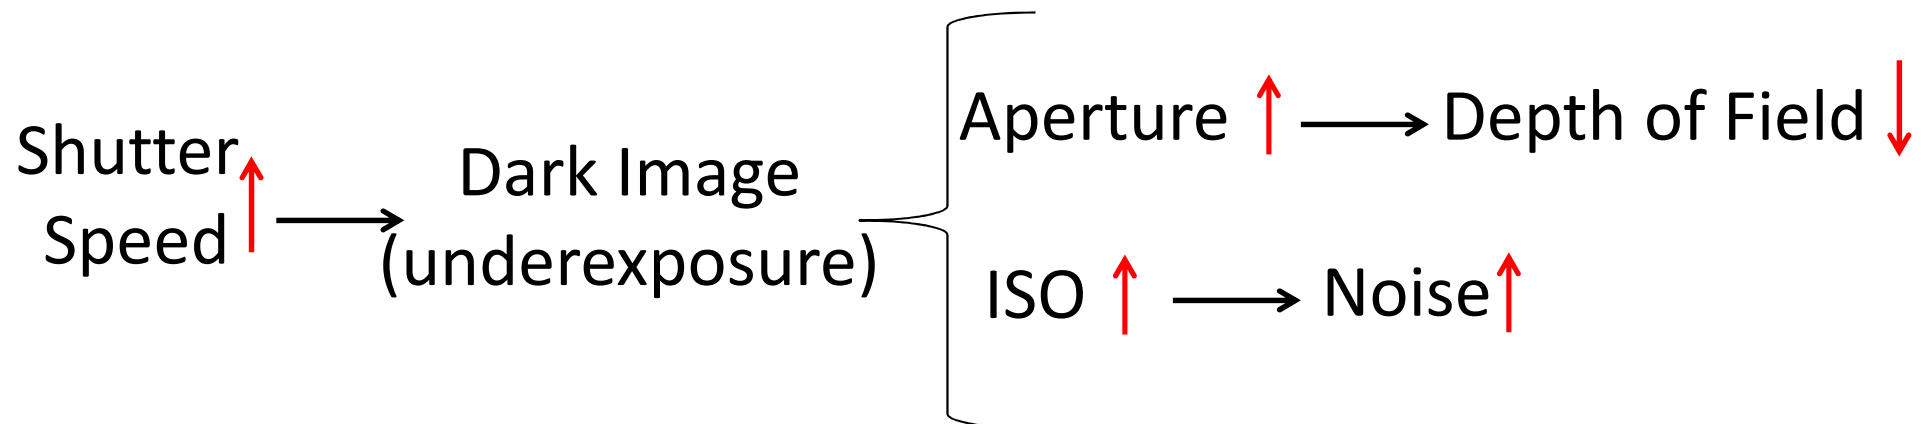 Shutter
Speed
Dark Image
(underexposure)
Aperture
Depth of Field
ISO
Noise